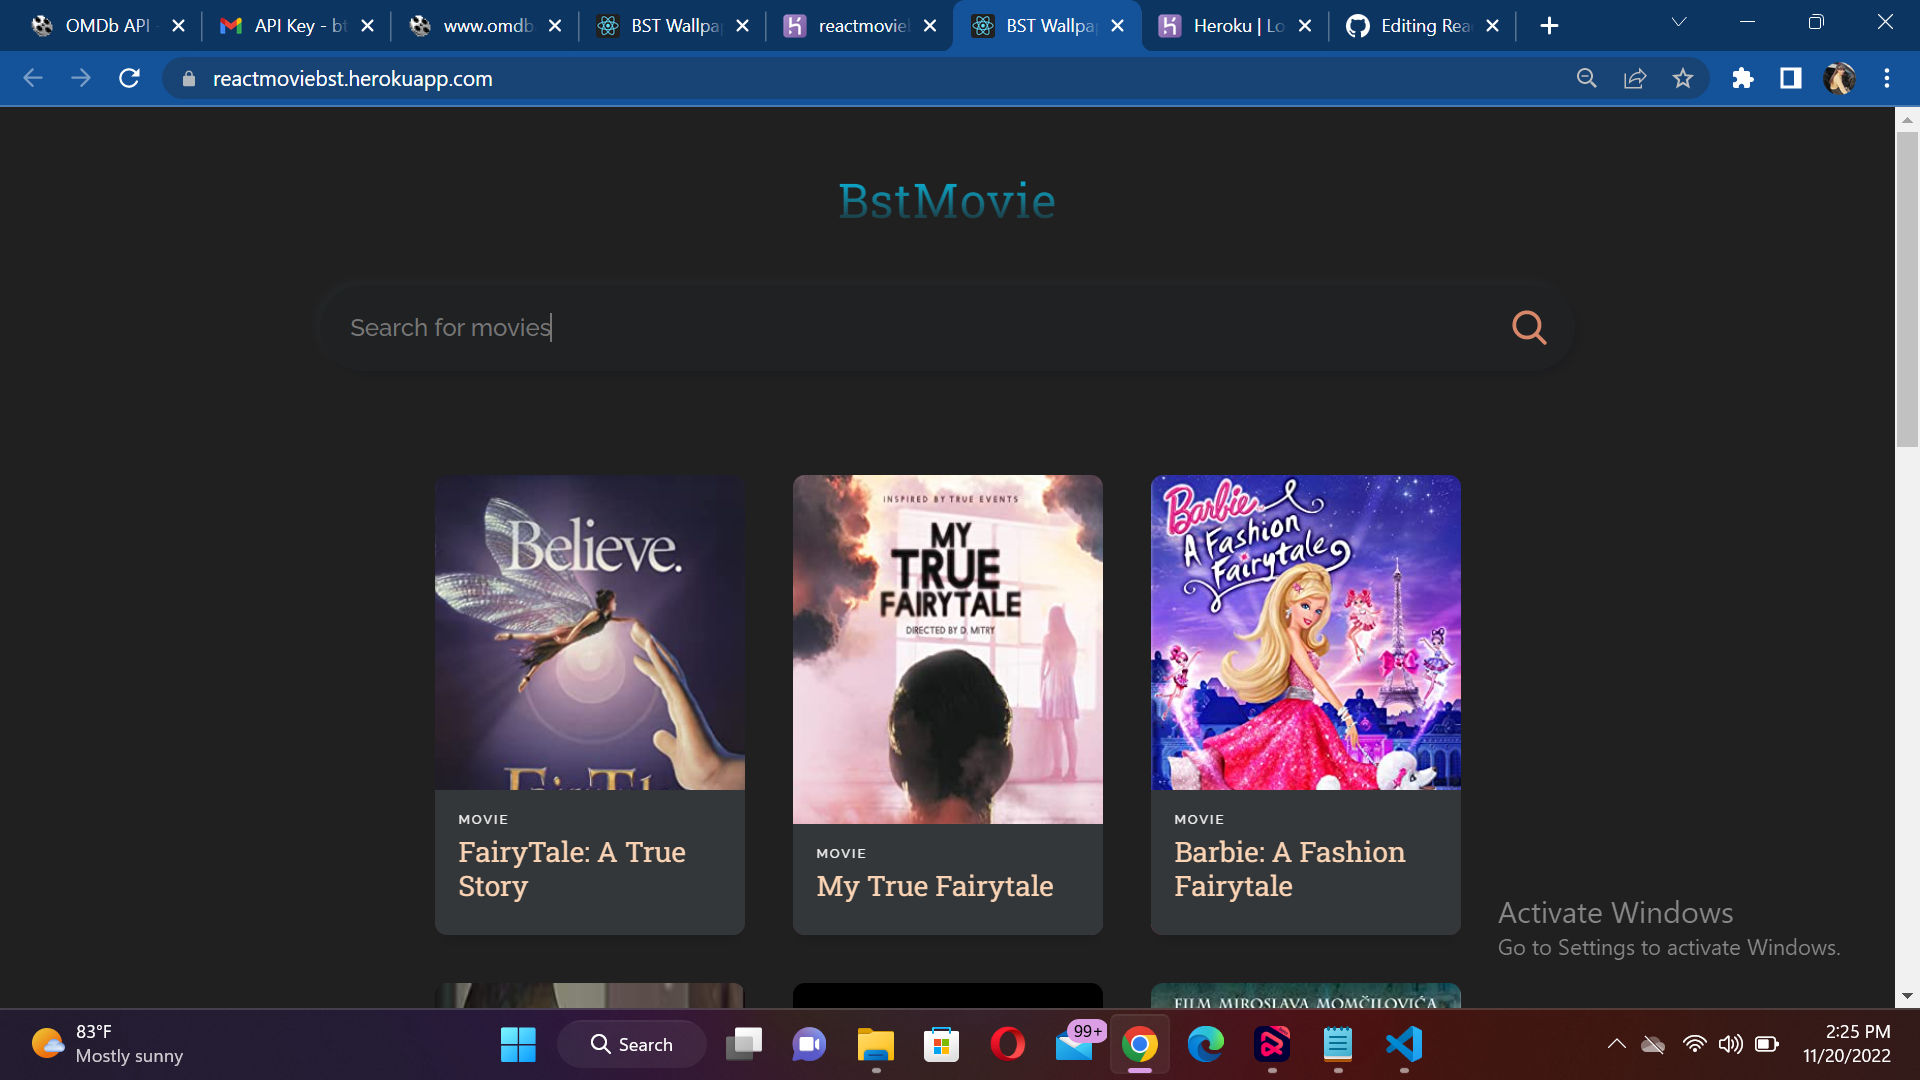 OMDb API
API Key - bt
www.omdb
BST Wallpa
reactmoviel
BST Wallpa
Heroku | Lo
Editing Rea
reactmoviebst.herokuapp.com
BstMovie
Search for movies
Believe.
INSPIRED BY TRUE EVENTS
MY
TRUE
FAIRYTALE
DIRECTED BY D. MITRY
Barbie
A Fashion
Fairytale
MOVIE
FairyTale: A True
Story
MOVIE
My True Fairytale
MOVIE
Barbie: A Fashion
Fairytale
FILM MIROSLAVA MOMČILOVIĆA
Activate Windows
Go to Settings to activate Windows.
83°F
Mostly sunny
Search
99+
2:25 PM
11/20/2022